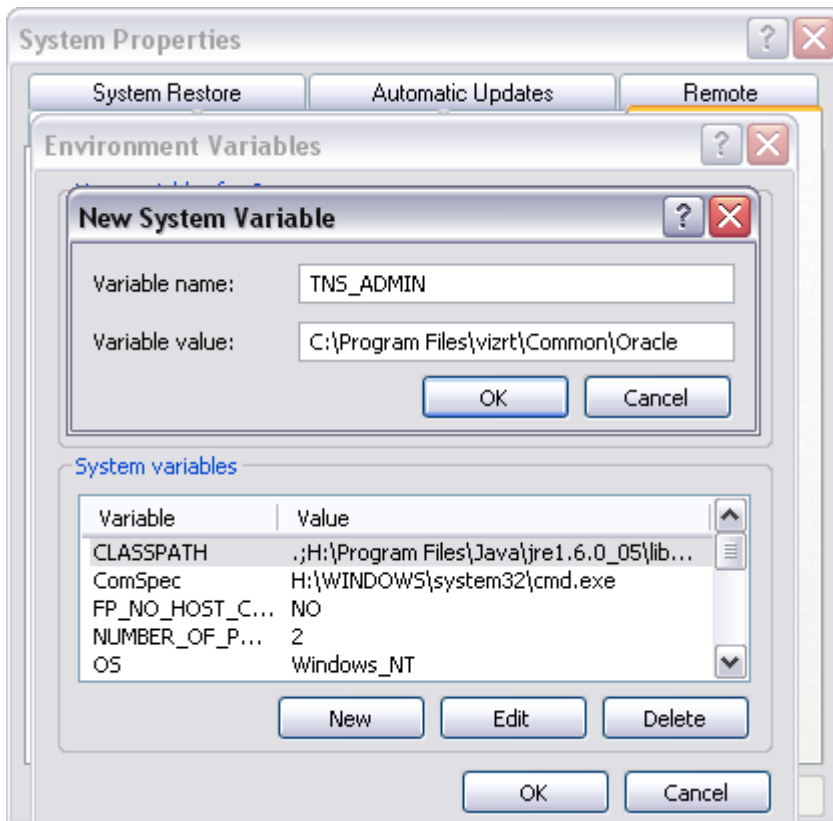 System Properties
System Restore Automatic Updates Remote
Environment Variables
New System Variable
Variable name: TNS_ADMIN
Variable value: C:\Program Files\vizrt\Common\Oracle
OK Cancel
System variables
Variable Value
CLASSPATH .;H:\Program Files\Java\jre1.6.0_05\lib...
ComSpec H:\WINDOWS\system32\cmd.exe
FP_NO_HOST_C... NO
NUMBER_OF_P... 2
OS Windows_NT
New Edit Delete
OK Cancel